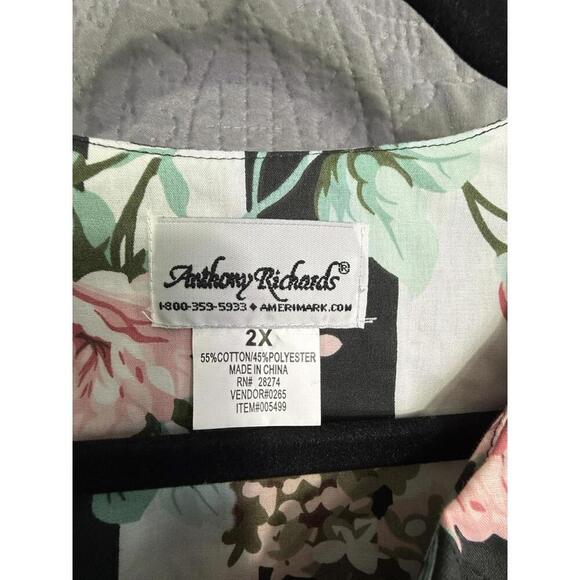 Anthony Richards®
1-800-359-5933 ♦ AMERIMARK.COM
2X
55%COTTON/45%POLYESTER
MADE IN CHINA
RN# 28274
VENDOR#0265
ITEM#005499